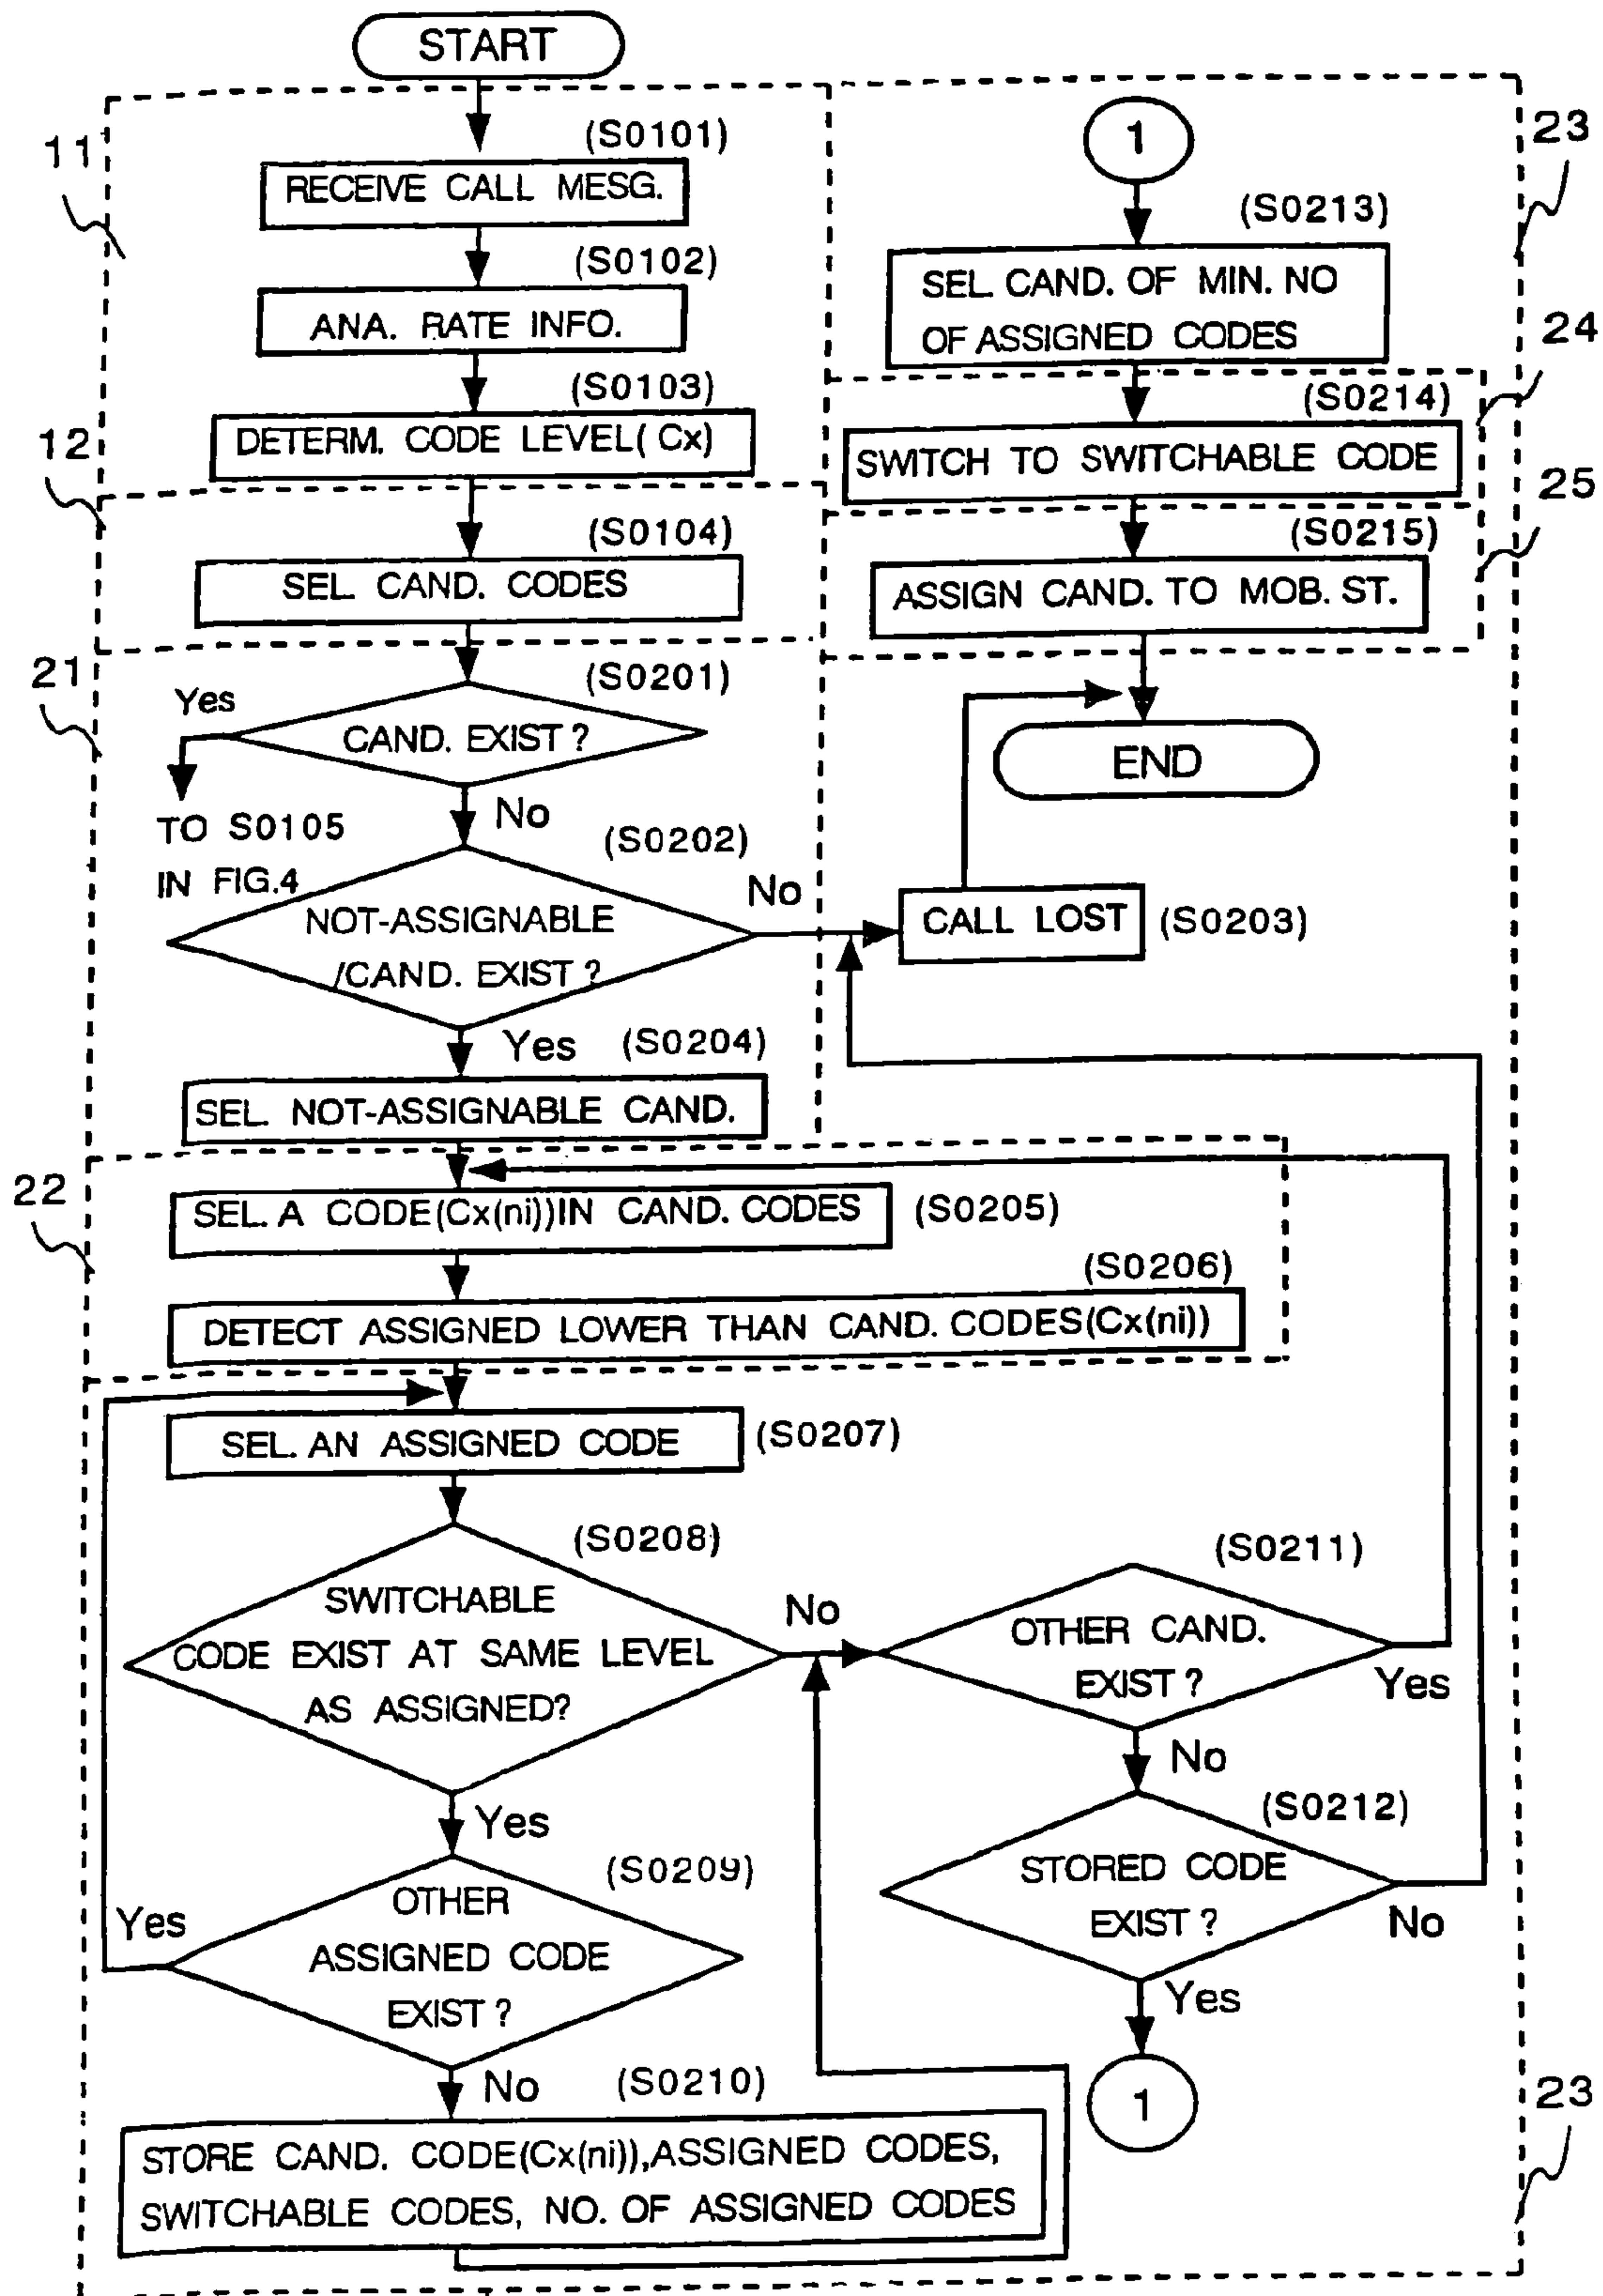 START
11
(S0101)
RECEIVE CALL MESG.
(S0102)
ANA. RATE INFO.
(S0103)
DETERM. CODE LEVEL( Cx)
12
(S0104)
SEL CAND. CODES
21
(S0201)
Yes
CAND. EXIST ?
TO S0105
IN FIG.4
No
(S0202)
NOT-ASSIGNABLE
/CAND. EXIST ?
No
CALL LOST
(S0203)
Yes
(S0204)
SEL. NOT-ASSIGNABLE CAND.
22
SEL. A CODE(Cx(ni))IN CAND. CODES
(S0205)
(S0206)
DETECT ASSIGNED LOWER THAN CAND. CODES(Cx(ni))
SEL. AN ASSIGNED CODE
(S0207)
(S0208)
SWITCHABLE
CODE EXIST AT SAME LEVEL
AS ASSIGNED?
No
Yes
(S0209)
OTHER
ASSIGNED CODE
EXIST ?
Yes
No
(S0210)
STORE CAND. CODE(Cx(ni)),ASSIGNED CODES,
SWITCHABLE CODES, NO. OF ASSIGNED CODES
(S0211)
OTHER CAND.
EXIST ?
Yes
No
(S0212)
STORED CODE
EXIST ?
No
Yes
1
23
1
23
(S0213)
SEL. CAND. OF MIN. NO
OF ASSIGNED CODES
24
(S0214)
SWITCH TO SWITCHABLE CODE
25
(S0215)
ASSIGN CAND. TO MOB. ST.
END